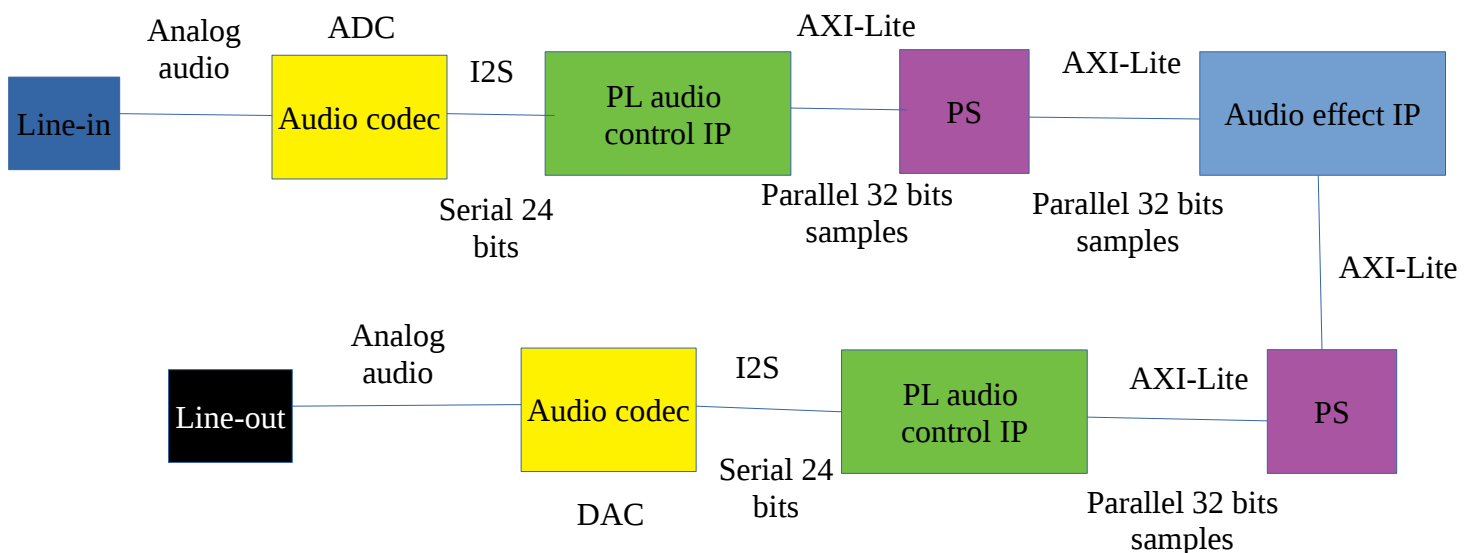 Analog
audio
ADC
I2S
AXI-Lite
AXI-Lite
Line-in
Audio codec
PL audio
control IP
PS
Audio effect IP
Serial 24
bits
Parallel 32 bits
samples
Parallel 32 bits
samples
AXI-Lite
Analog
audio
I2S
AXI-Lite
Line-out
Audio codec
PL audio
control IP
PS
DAC
Serial 24
bits
Parallel 32 bits
samples